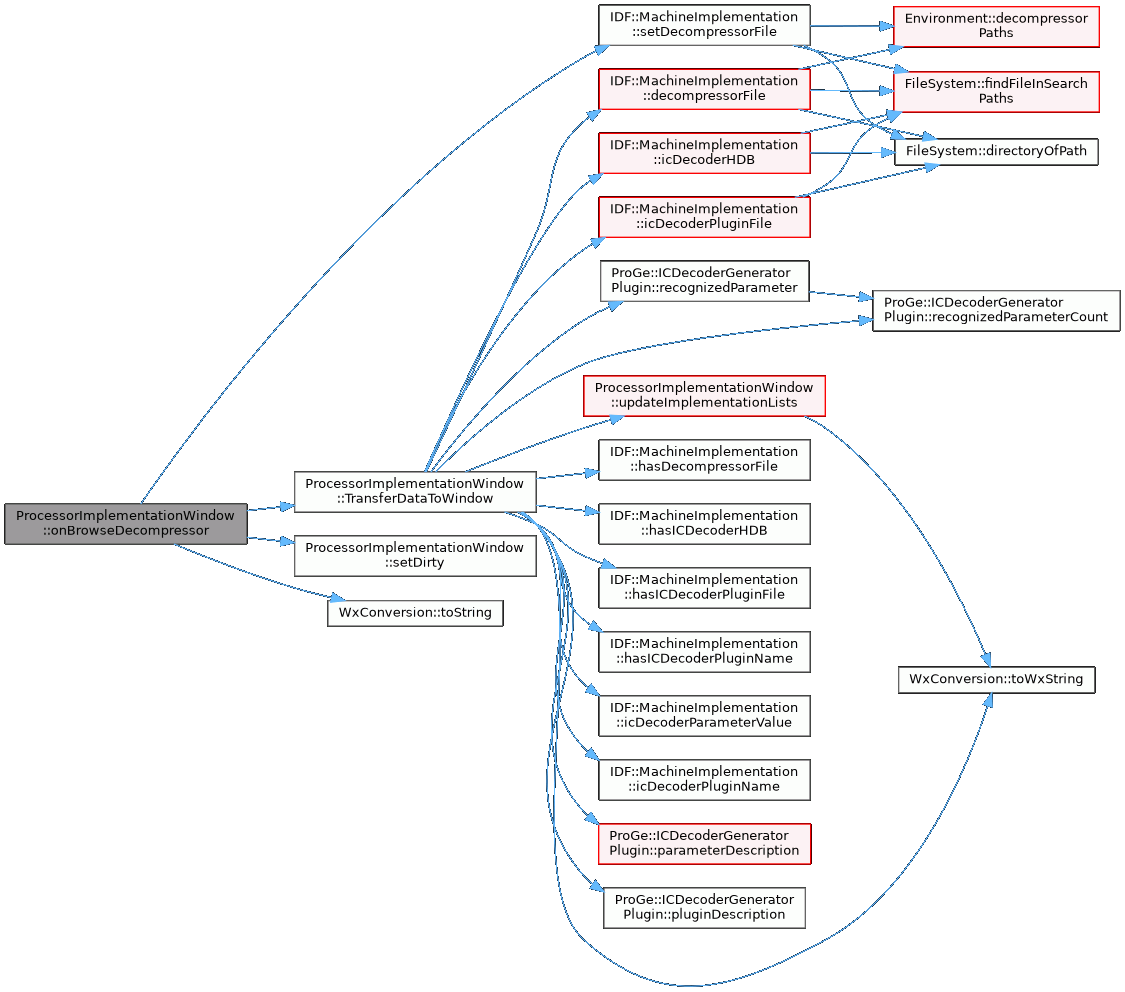 ProcessorImplementationWindow
::onBrowseDecompressor
ProcessorImplementationWindow
::TransferDataToWindow
ProcessorImplementationWindow
::setDirty
WxConversion::toString
IDF::MachineImplementation
::setDecompressorFile
IDF::MachineImplementation
::decompressorFile
IDF::MachineImplementation
::icDecoderHDB
IDF::MachineImplementation
::icDecoderPluginFile
ProGe::ICDecoderGenerator
Plugin::recognizedParameter
ProcessorImplementationWindow
::updateImplementationLists
IDF::MachineImplementation
::hasDecompressorFile
IDF::MachineImplementation
::hasICDecoderHDB
IDF::MachineImplementation
::hasICDecoderPluginFile
IDF::MachineImplementation
::hasICDecoderPluginName
IDF::MachineImplementation
::icDecoderParameterValue
IDF::MachineImplementation
::icDecoderPluginName
ProGe::ICDecoderGenerator
Plugin::parameterDescription
ProGe::ICDecoderGenerator
Plugin::pluginDescription
Environment::decompressor
Paths
FileSystem::findFileInSearch
Paths
FileSystem::directoryOfPath
ProGe::ICDecoderGenerator
Plugin::recognizedParameterCount
WxConversion::toWxString